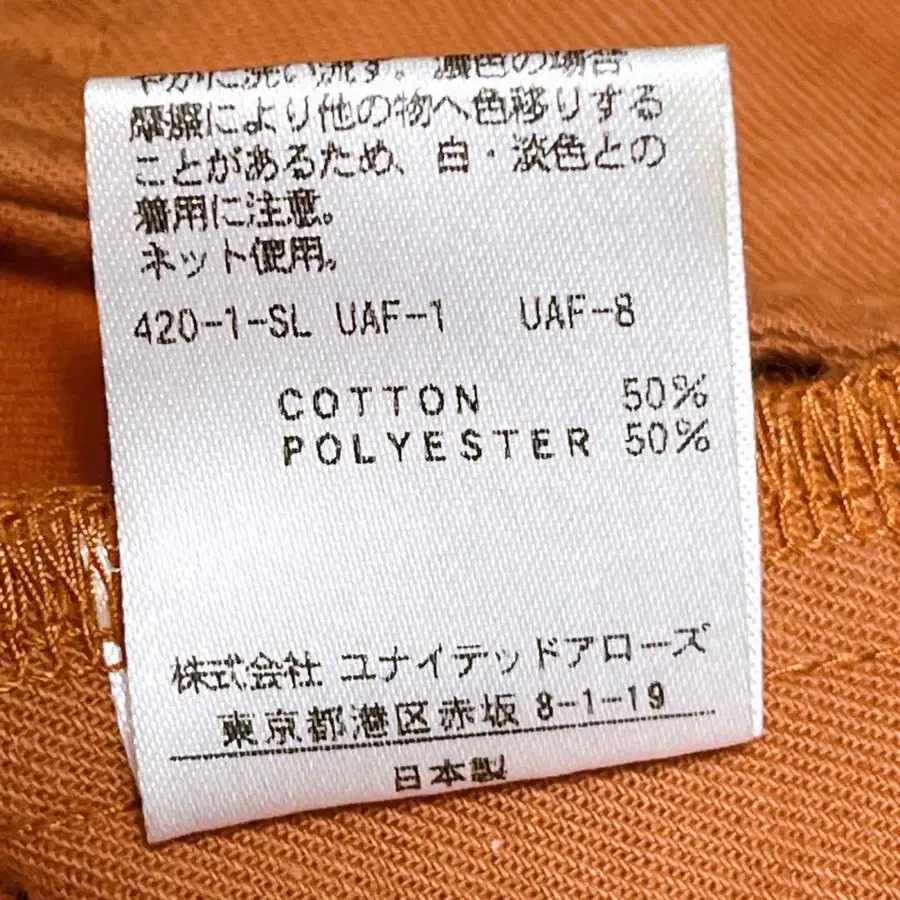 やかに洗い流す。濃色の場合、
摩擦により他の物へ色移りする
ことがあるため、白・淡色との
着用に注意。
ネット使用。
420-1-SL UAF-1 UAF-8
COTTON 50%
POLYESTER 50%
株式会社 ユナイテッドアローズ
東京都港区赤坂 8-1-19
日本製